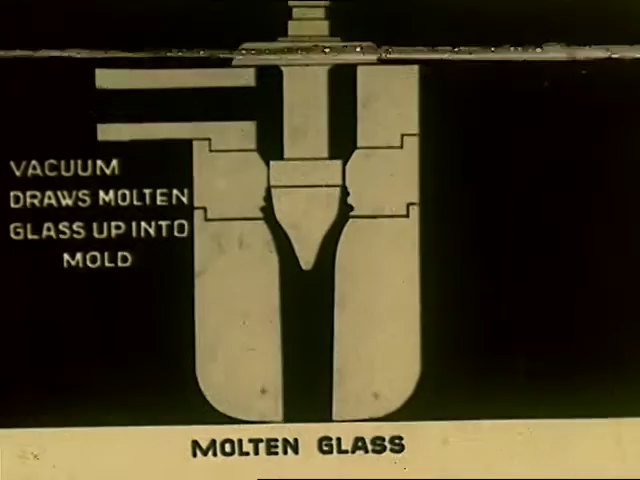 VACUUM
DRAWS MOLTEN
GLASS UP INTO
MOLD
MOLTEN GLASS